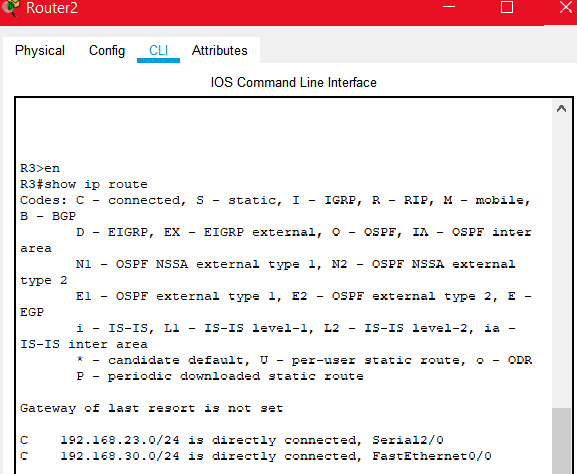 Router2
Physical Config CLI Attributes
IOS Command Line Interface
R3>en
R3#show ip route
Codes: C - connected, S - static, I - IGRP, R - RIP, M - mobile,
B - BGP
D - EIGRP, EX - EIGRP external, O - OSPF, IA - OSPF inter
area
N1 - OSPF NSSA external type 1, N2 - OSPF NSSA external
type 2
E1 - OSPF external type 1, E2 - OSPF external type 2, E -
EGP
i - IS-IS, L1 - IS-IS level-1, L2 - IS-IS level-2, ia -
IS-IS inter area
* - candidate default, U - per-user static route, o - ODR
P - periodic downloaded static route
Gateway of last resort is not set
C 192.168.23.0/24 is directly connected, Serial2/0
C 192.168.30.0/24 is directly connected, FastEthernet0/0